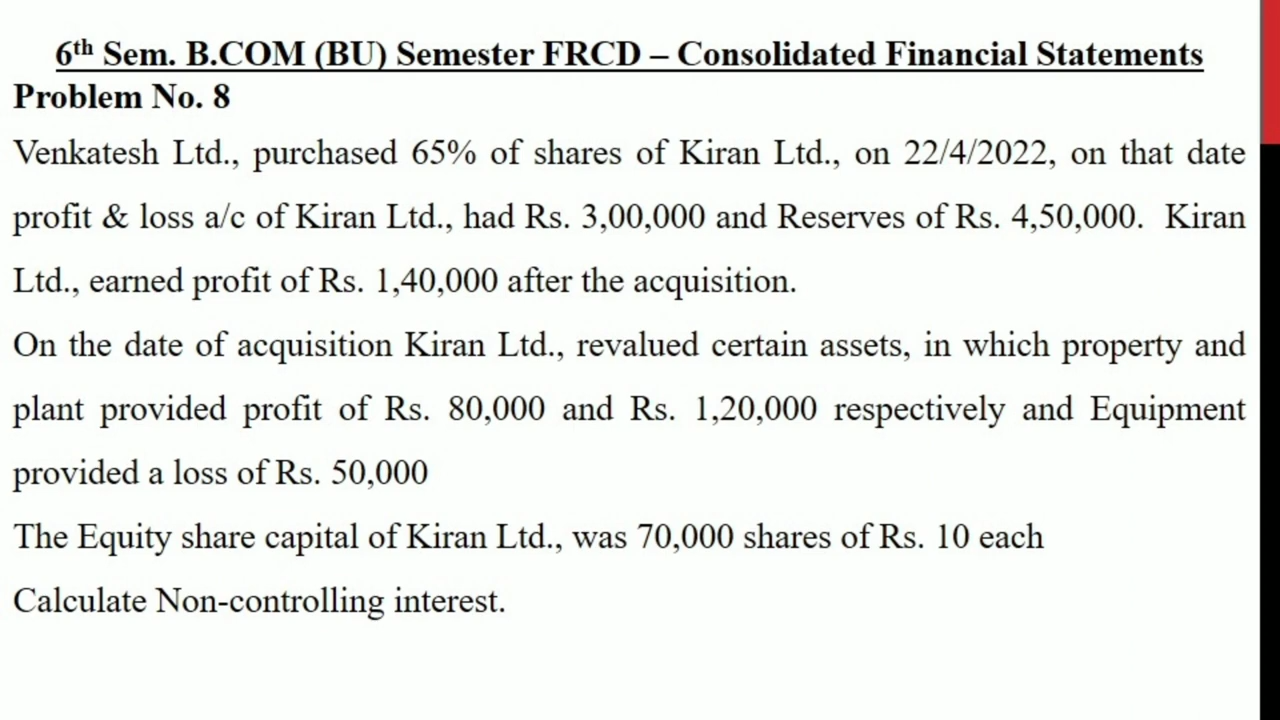 6th Sem. B.COM (BU) Semester FRCD – Consolidated Financial Statements
Problem No. 8
Venkatesh Ltd., purchased 65% of shares of Kiran Ltd., on 22/4/2022, on that date
profit & loss a/c of Kiran Ltd., had Rs. 3,00,000 and Reserves of Rs. 4,50,000. Kiran
Ltd., earned profit of Rs. 1,40,000 after the acquisition.
On the date of acquisition Kiran Ltd., revalued certain assets, in which property and
plant provided profit of Rs. 80,000 and Rs. 1,20,000 respectively and Equipment
provided a loss of Rs. 50,000
The Equity share capital of Kiran Ltd., was 70,000 shares of Rs. 10 each
Calculate Non-controlling interest.